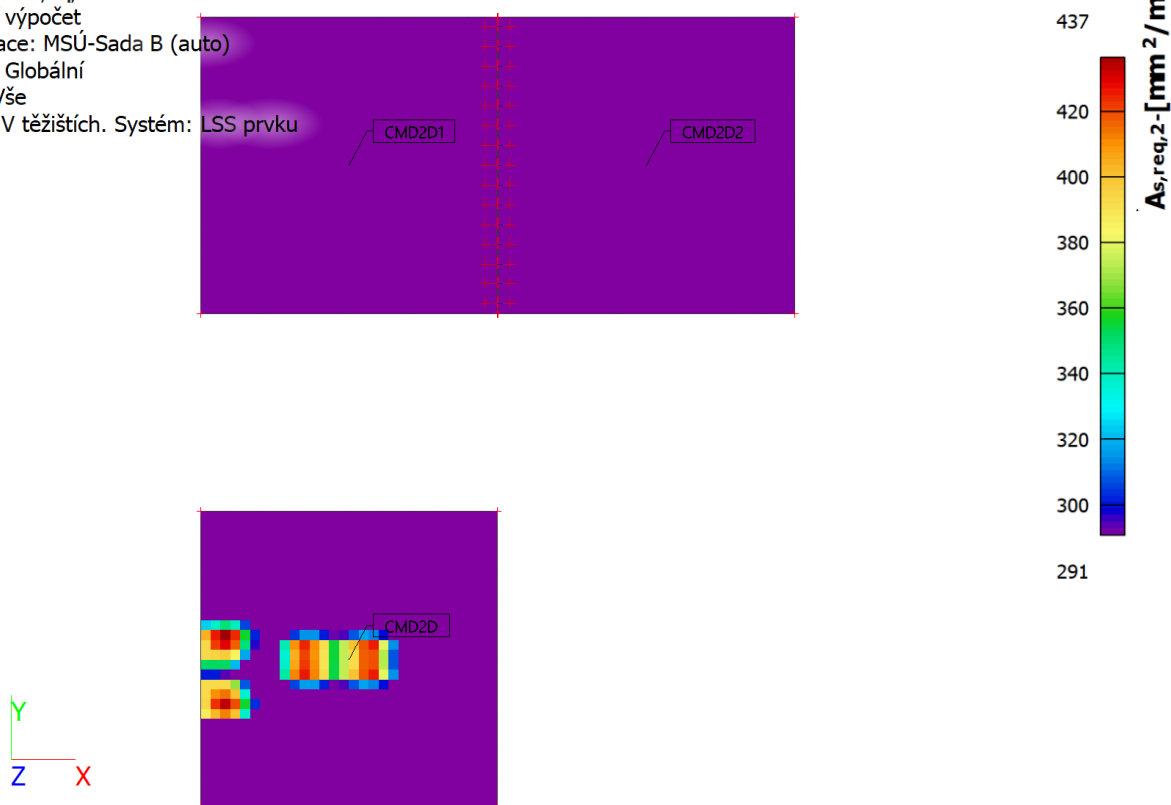 výpočet
ace: MSÚ-Sada B (auto)
Globální
Vše
V těžištích. Systém: LSS prvku
CMD2D1
CMD2D2
CMD2D
Y
Z
X
437
420
400
380
360
340
320
300
291
As,req,2-[mm²/m